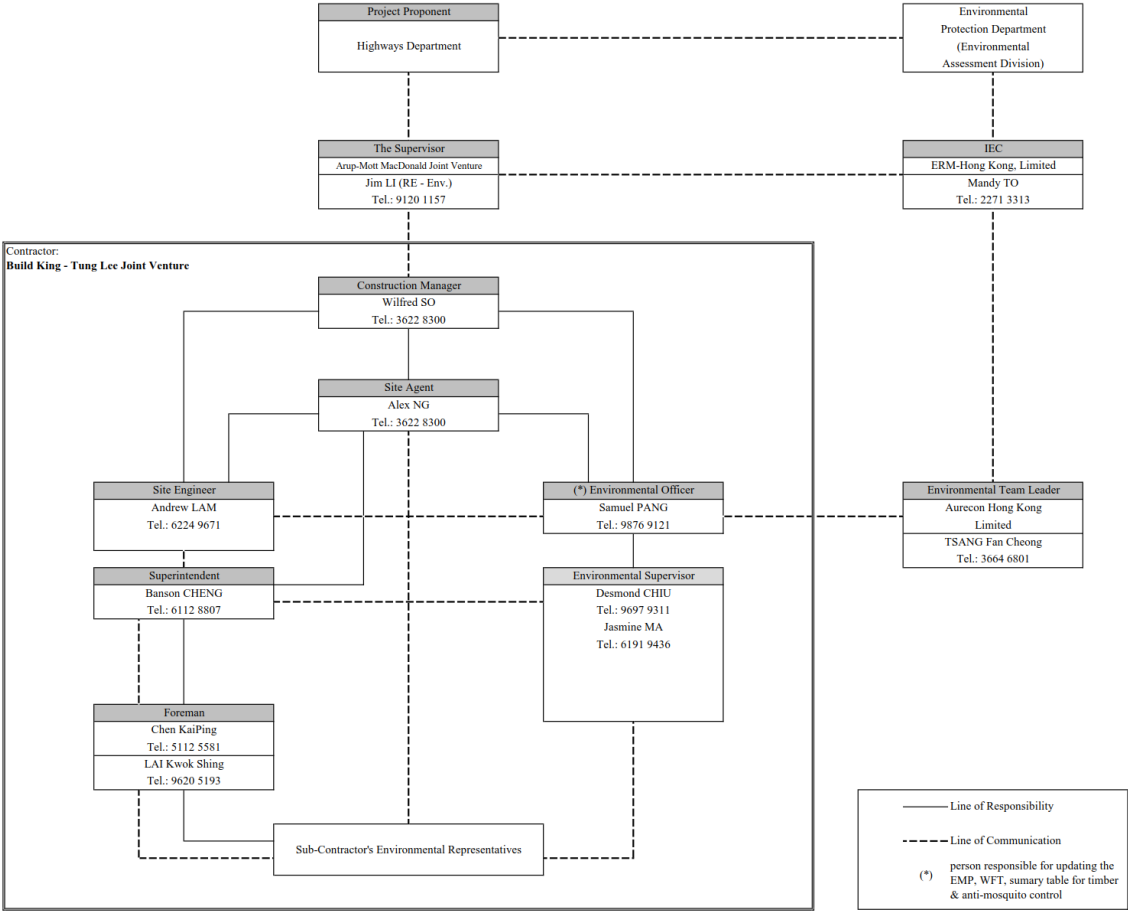 Project Proponent
Highways Department
Environmental
Protection Department
(Environmental
Assessment Division)
The Supervisor
Arup-Mott MacDonald Joint Venture
Jim LI (RE - Env.)
Tel.: 9120 1157
IEC
ERM-Hong Kong, Limited
Mandy TO
Tel.: 2271 3313
Contractor:
Build King - Tung Lee Joint Venture
Construction Manager
Wilfred SO
Tel.: 3622 8300
Site Agent
Alex NG
Tel.: 3622 8300
Site Engineer
Andrew LAM
Tel.: 6224 9671
(*) Environmental Officer
Samuel PANG
Tel.: 9876 9121
Environmental Team Leader
Aurecon Hong Kong
Limited
TSANG Fan Cheong
Tel.: 3664 6801
Superintendent
Banson CHENG
Tel.: 6112 8807
Environmental Supervisor
Desmond CHIU
Tel.: 9697 9311
Jasmine MA
Tel.: 6191 9436
Foreman
Chen KaiPing
Tel.: 5112 5581
LAI Kwok Shing
Tel.: 9620 5193
Sub-Contractor's Environmental Representatives
Line of Responsibility
Line of Communication
(*) person responsible for updating the
EMP, WFT, sumary table for timber
& anti-mosquito control